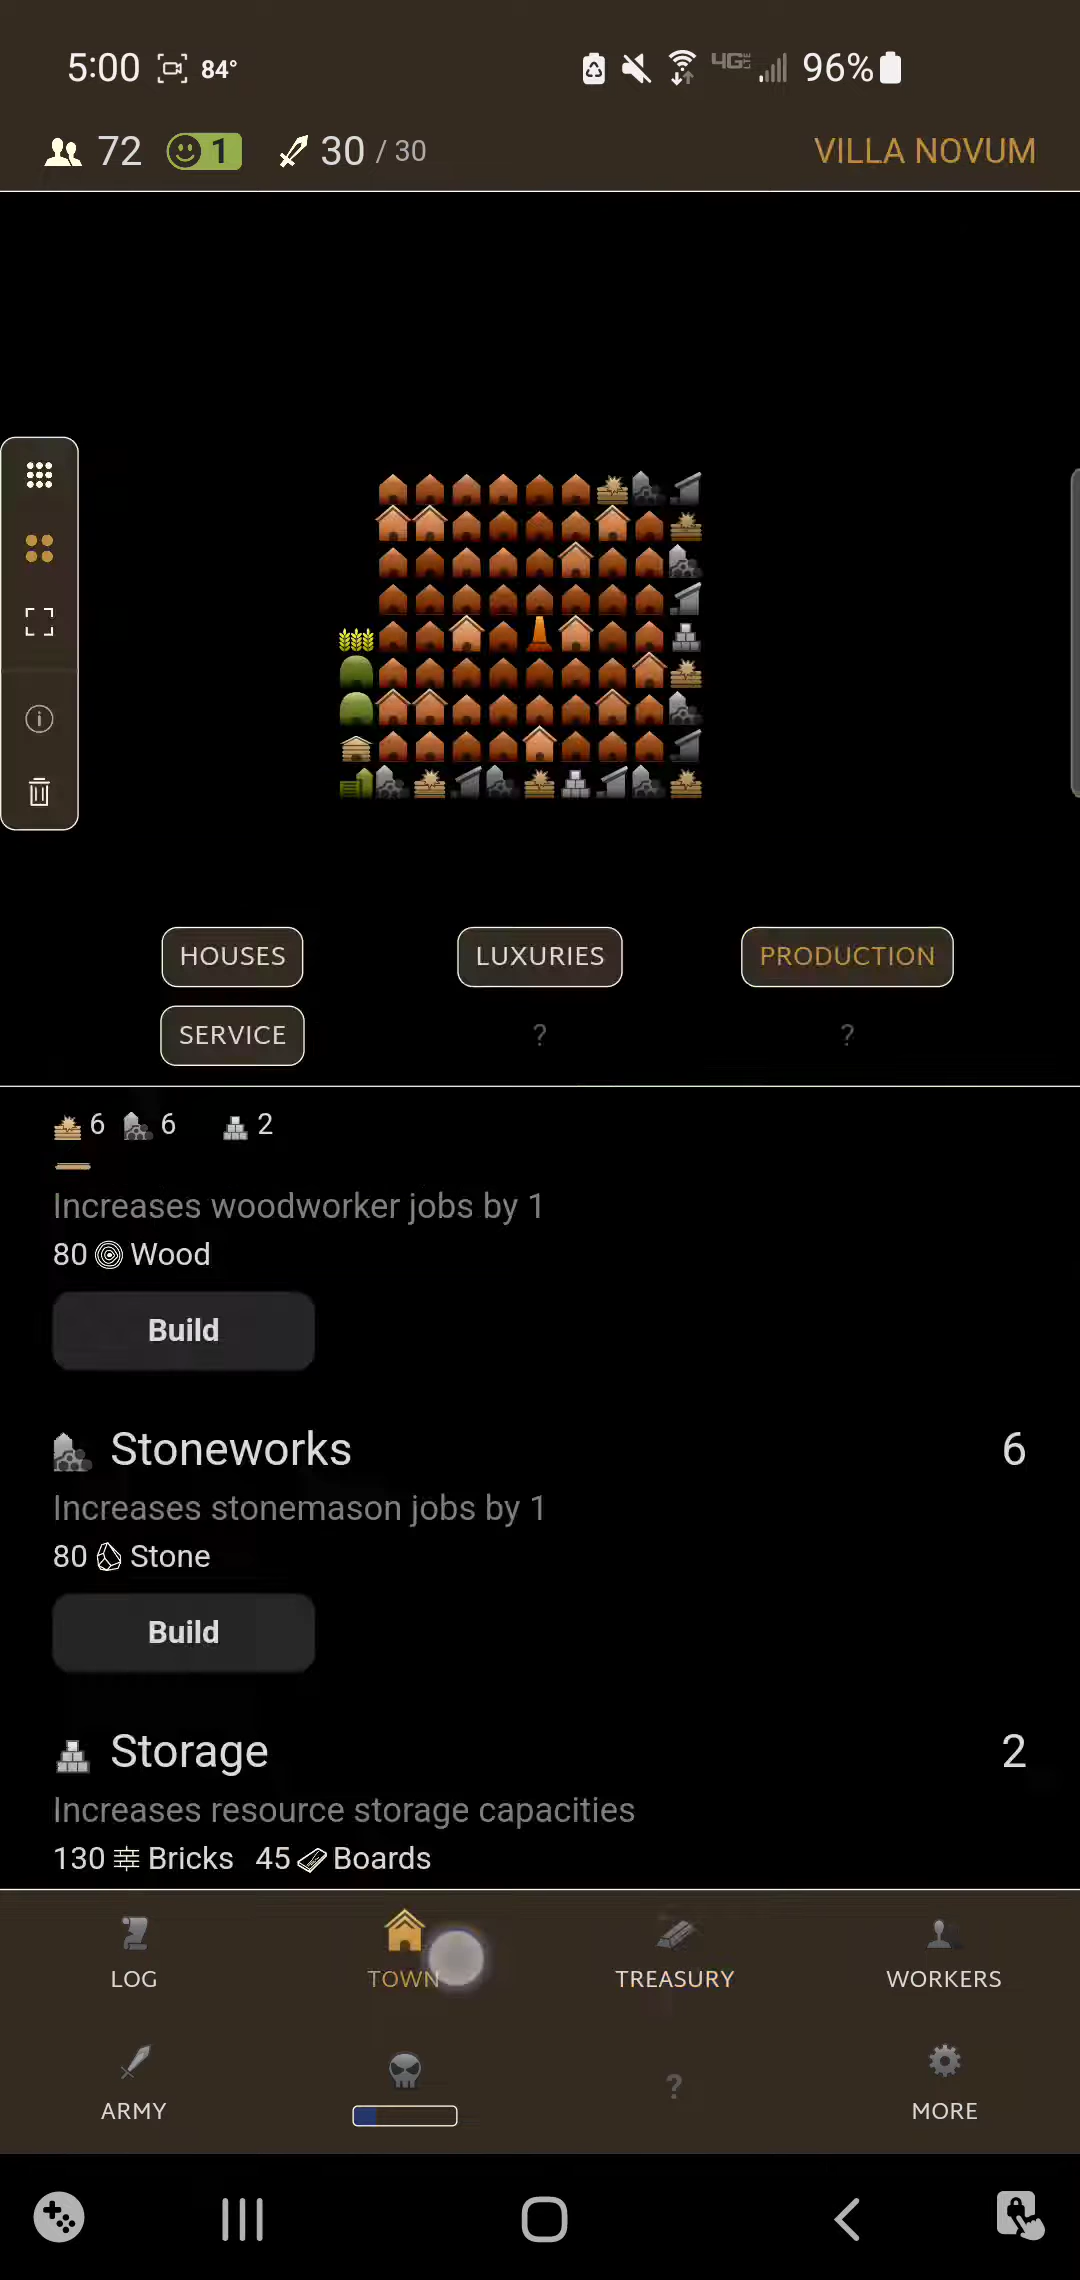 5:00 84° 4G LTE 96%
72 1 30 / 30 VILLA NOVUM
HOUSES LUXURIES PRODUCTION
SERVICE ? ?
6 6 2
Increases woodworker jobs by 1
80 Wood
Build
Stoneworks 6
Increases stonemason jobs by 1
80 Stone
Build
Storage 2
Increases resource storage capacities
130 Bricks 45 Boards
LOG TOWN TREASURY WORKERS
ARMY ? MORE